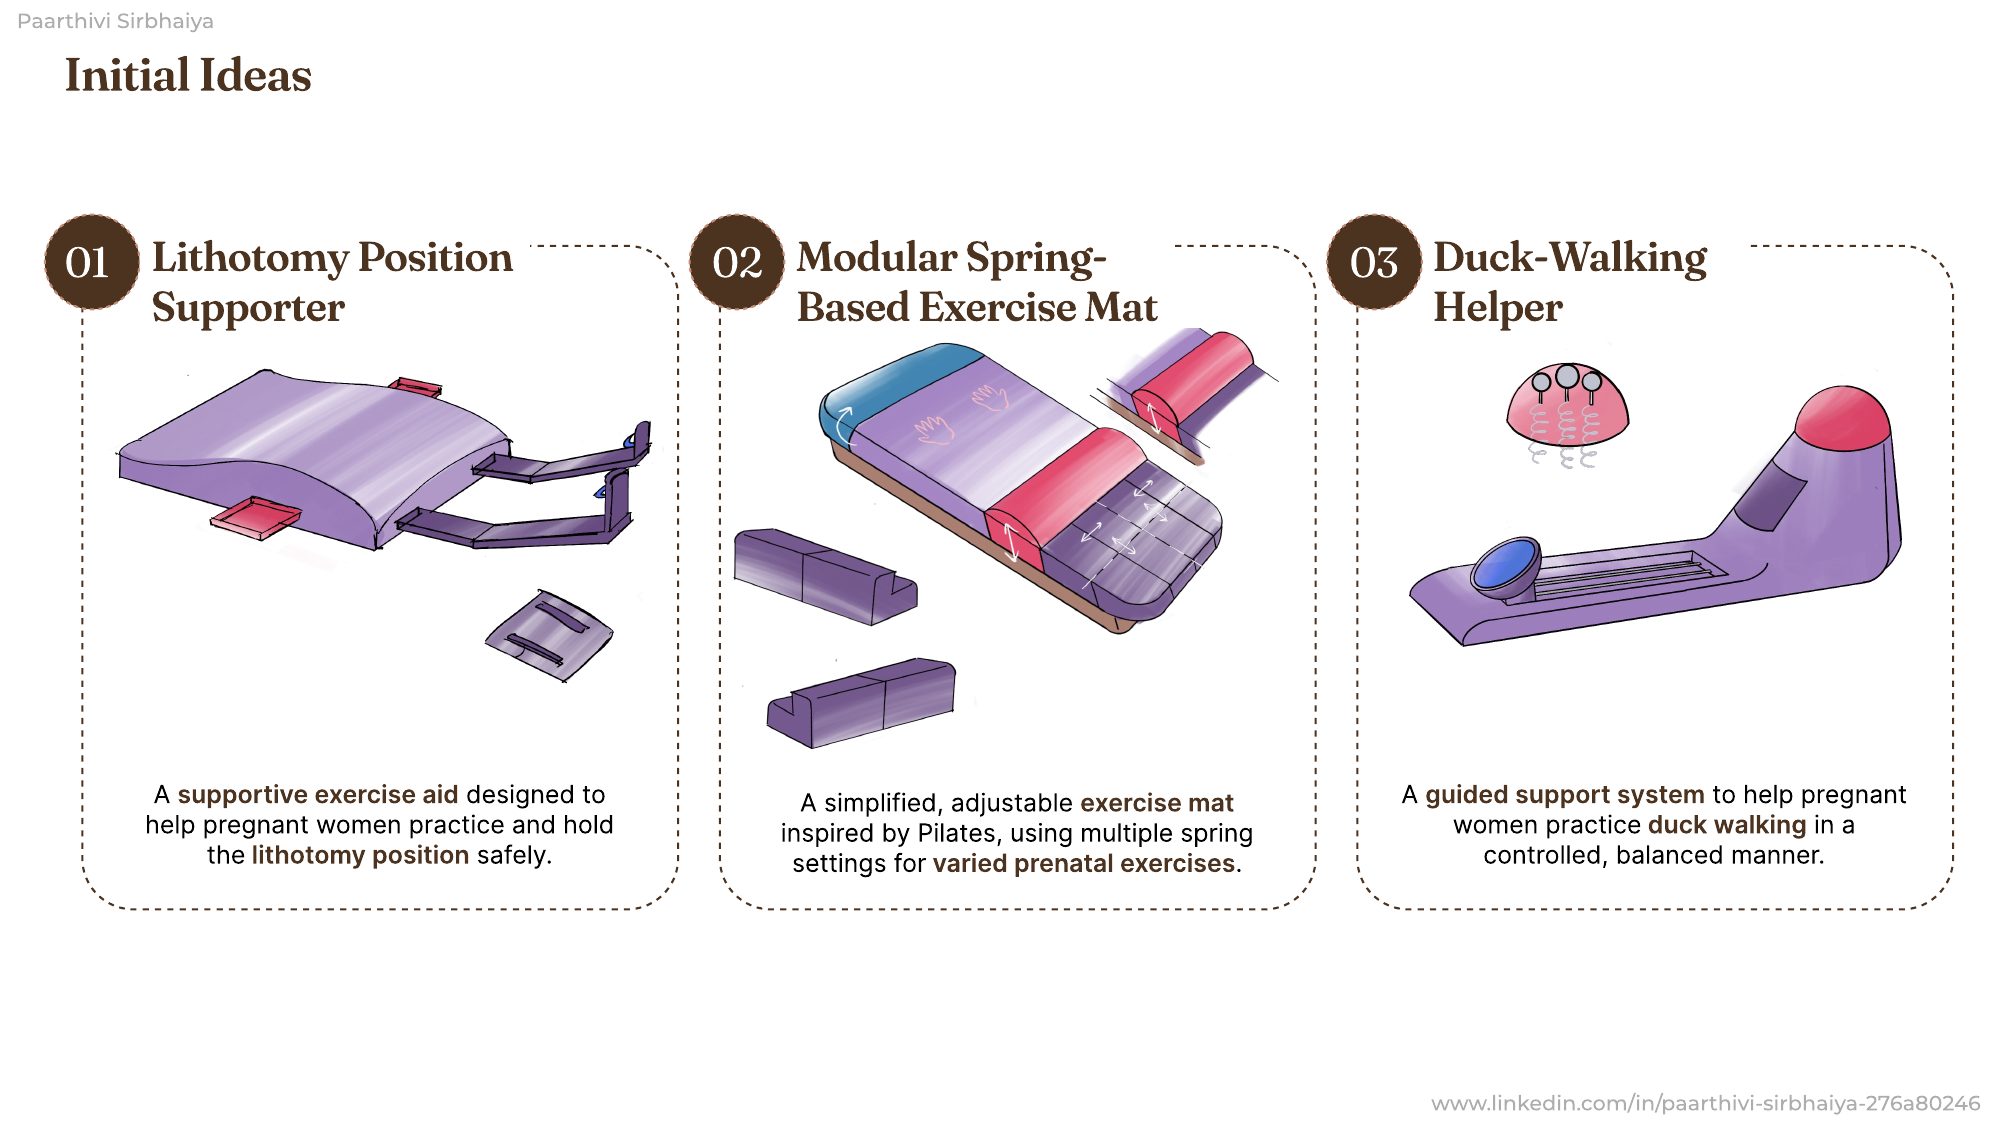 Paarthivi Sirbhaiya
Initial Ideas
01
Lithotomy Position
Supporter
A supportive exercise aid designed to
help pregnant women practice and hold
the lithotomy position safely.
02
Modular Spring-
Based Exercise Mat
A simplified, adjustable exercise mat
inspired by Pilates, using multiple spring
settings for varied prenatal exercises.
03
Duck-Walking
Helper
A guided support system to help pregnant
women practice duck walking in a
controlled, balanced manner.
www.linkedin.com/in/paarthivi-sirbhaiya-276a80246